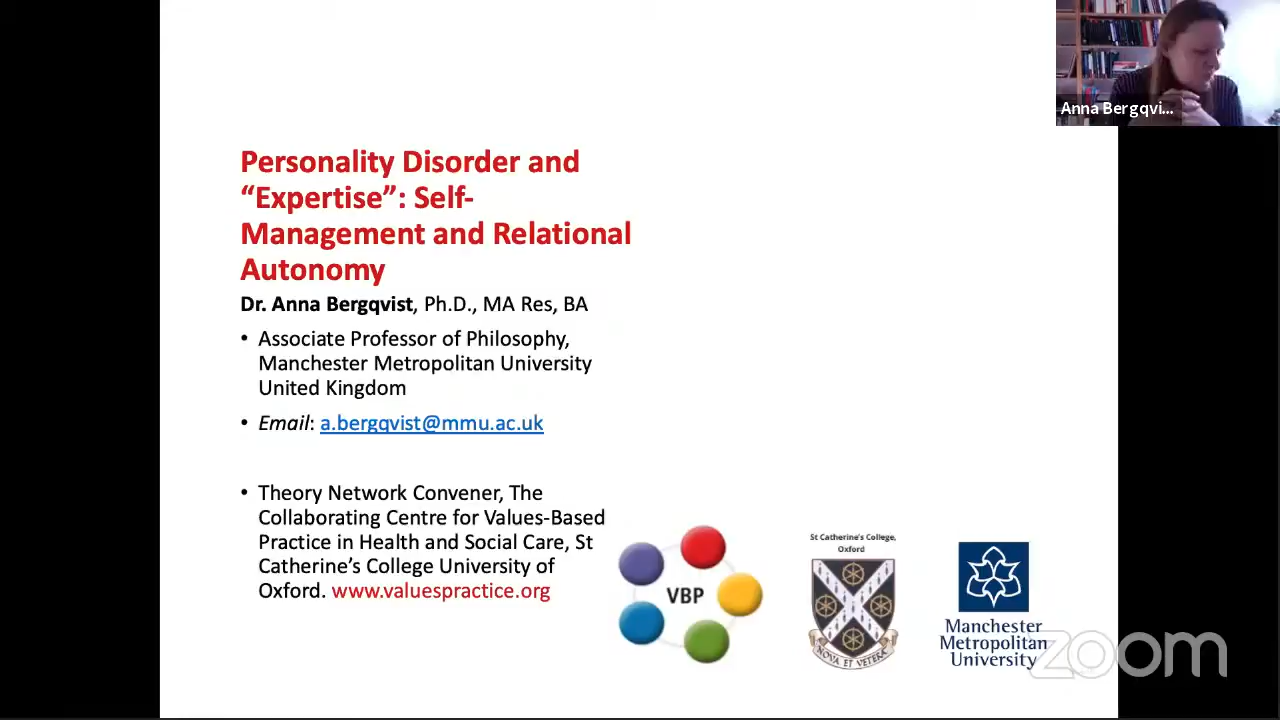 Anna Bergqvi...
Personality Disorder and
“Expertise”: Self-
Management and Relational
Autonomy
Dr. Anna Bergqvist, Ph.D., MA Res, BA
• Associate Professor of Philosophy,
Manchester Metropolitan University
United Kingdom
• Email: a.bergqvist@mmu.ac.uk
• Theory Network Convener, The
Collaborating Centre for Values-Based
Practice in Health and Social Care, St
Catherine’s College University of
Oxford. www.valuespractice.org
VBP
St Catherine's College,
Oxford
NOVA ET VETERA
Manchester
Metropolitan
University
zoom